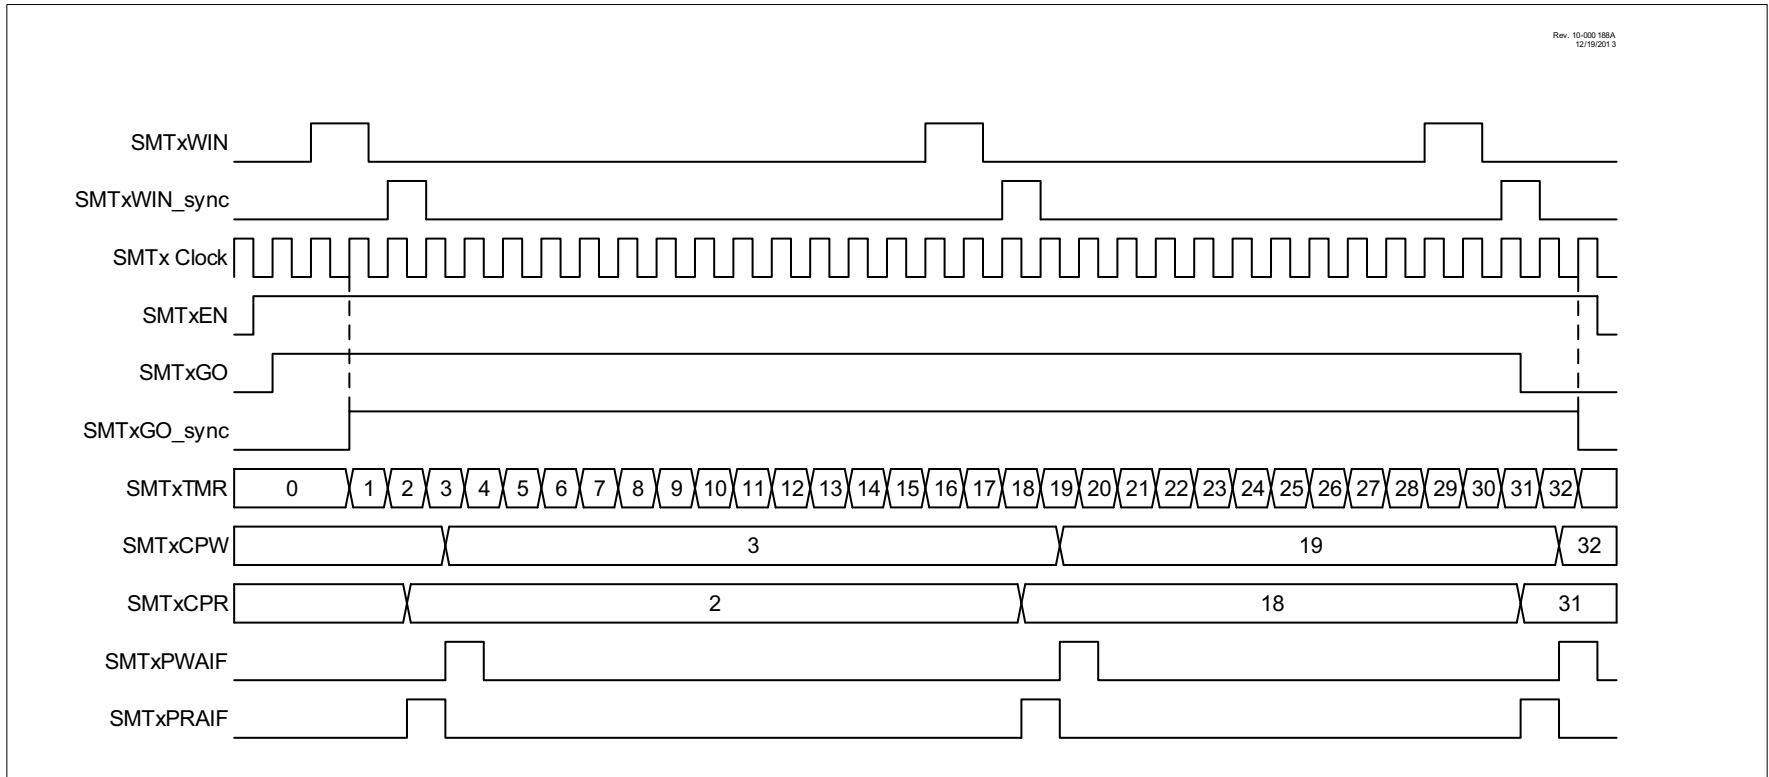 Rev. 10-000 188A
12/19/201 3
SMTxWIN
SMTxWIN_sync
SMTx Clock
SMTxEN
SMTxGO
SMTxGO_sync
SMTxTMR 0 1 2 3 4 5 6 7 8 9 10 11 12 13 14 15 16 17 18 19 20 21 22 23 24 25 26 27 28 29 30 31 32
SMTxCPW 3 19 32
SMTxCPR 2 18 31
SMTxPWAIF
SMTxPRAIF